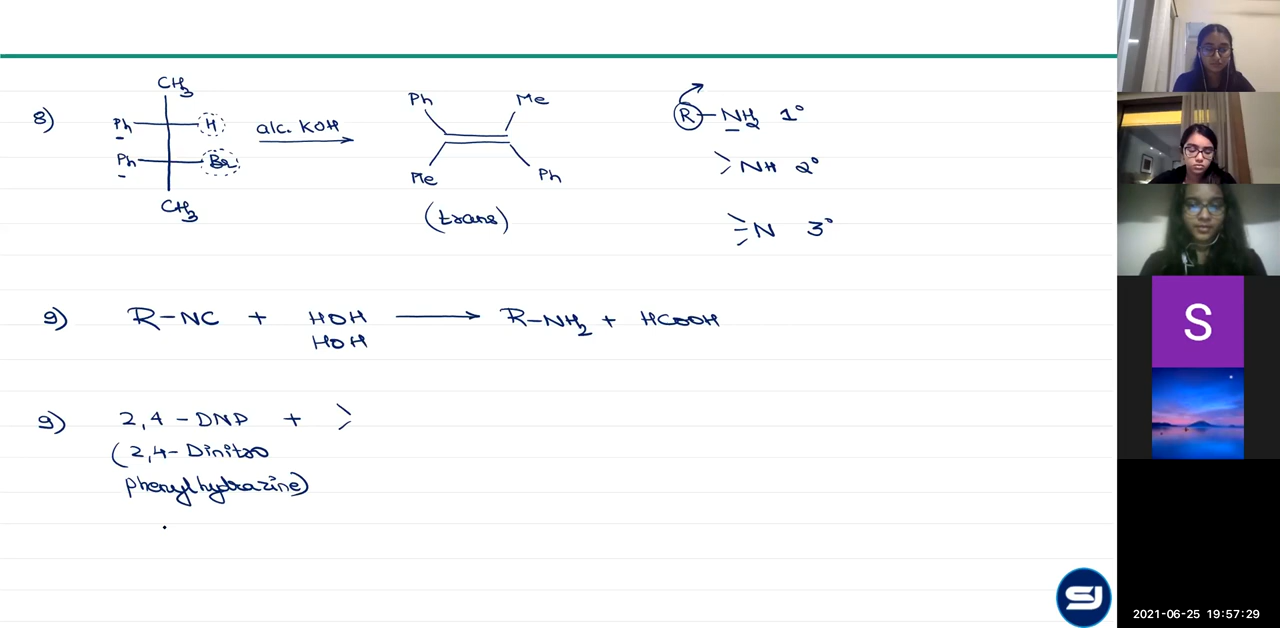 8)
CH3
Ph H
Ph Br
CH3
alc. KOH
Ph Me
Me Ph
(trans)
R-NH2 1°
NH 2°
N 3°
9) R-NC + HOH → R-NH2 + HCOOH
HOH
9) 2,4-DNP +
(2,4-Dinitro
phenylhydrazine)
S
SJ
2021-06-25 19:57:29